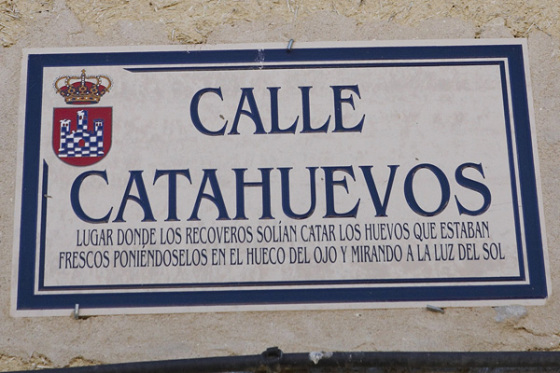 CALLE
CATAHUEVOS
LUGAR DONDE LOS RECOVEROS SOLÍAN CATAR LOS HUEVOS QUE ESTABAN
FRESCOS PONIÉNDOSELOS EN EL HUECO DEL OJO Y MIRANDO A LA LUZ DEL SOL